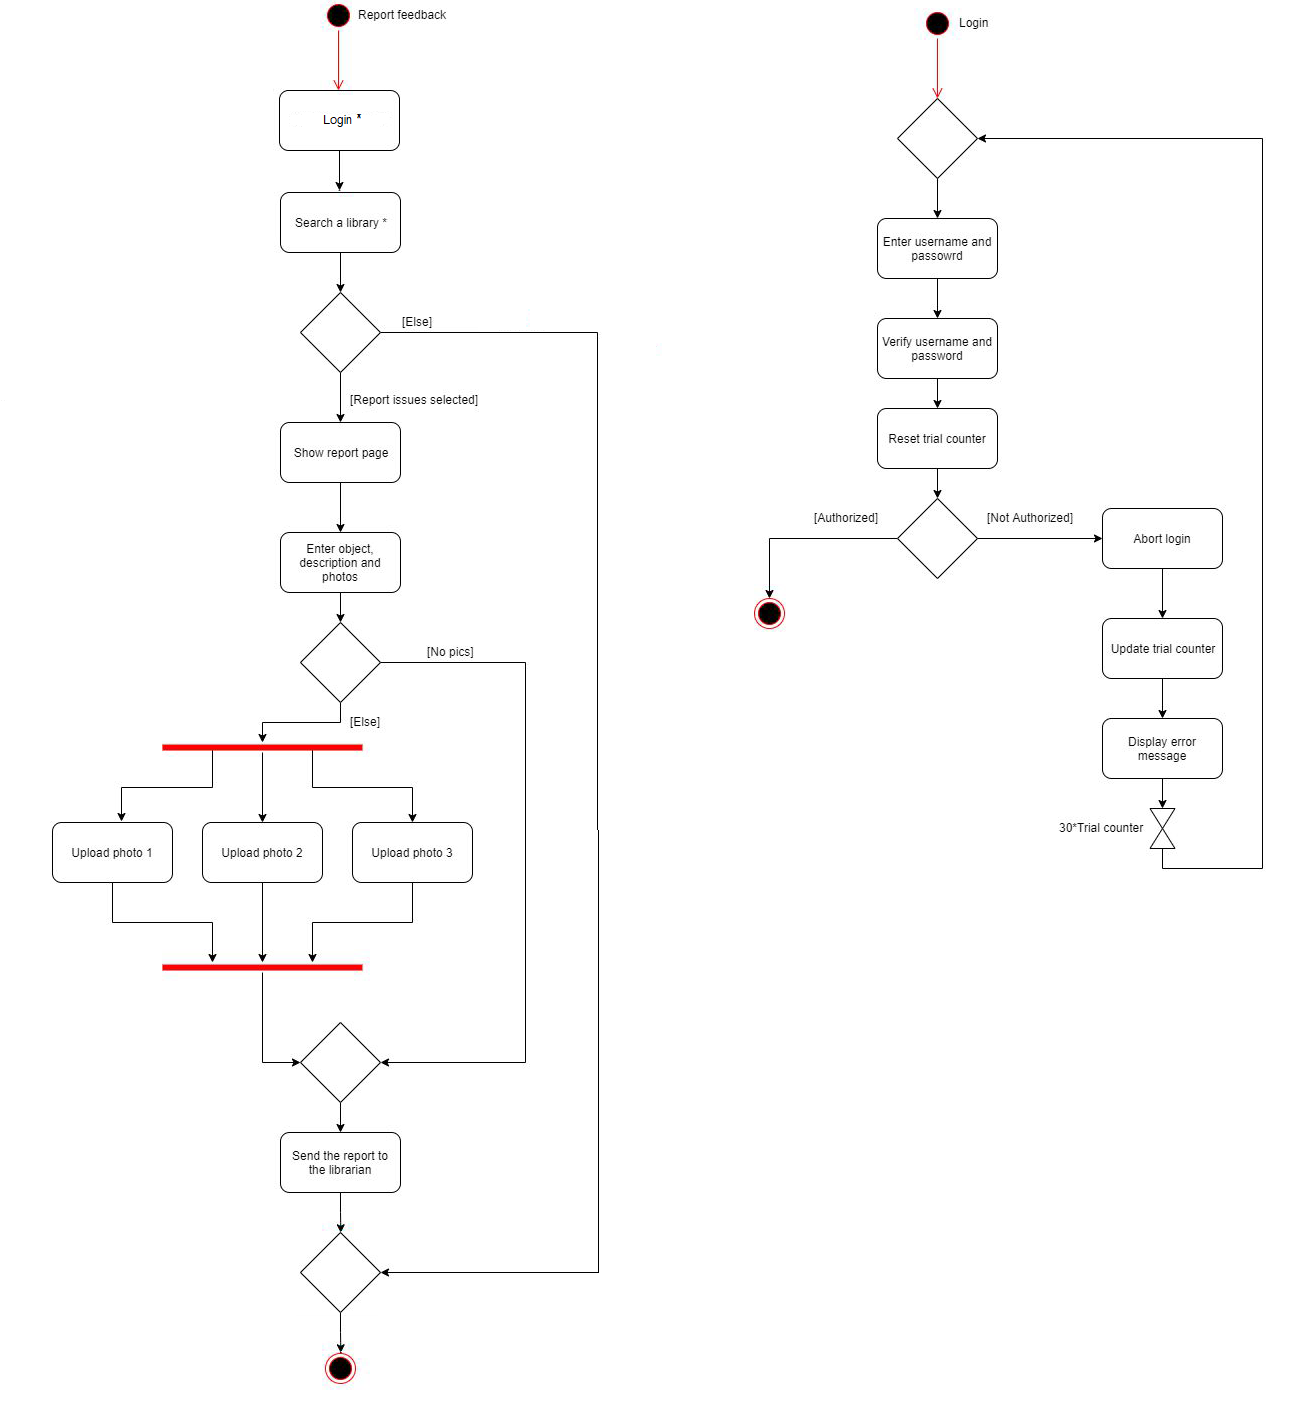 Report feedback
Login *
Search a library *
[Else]
[Report issues selected]
Show report page
Enter object,
description and
photos
[No pics]
[Else]
Upload photo 1
Upload photo 2
Upload photo 3
Send the report to
the librarian
Login
Enter username and
passowrd
Verify username and
password
Reset trial counter
[Authorized]
[Not Authorized]
Abort login
Update trial counter
Display error
message
30*Trial counter